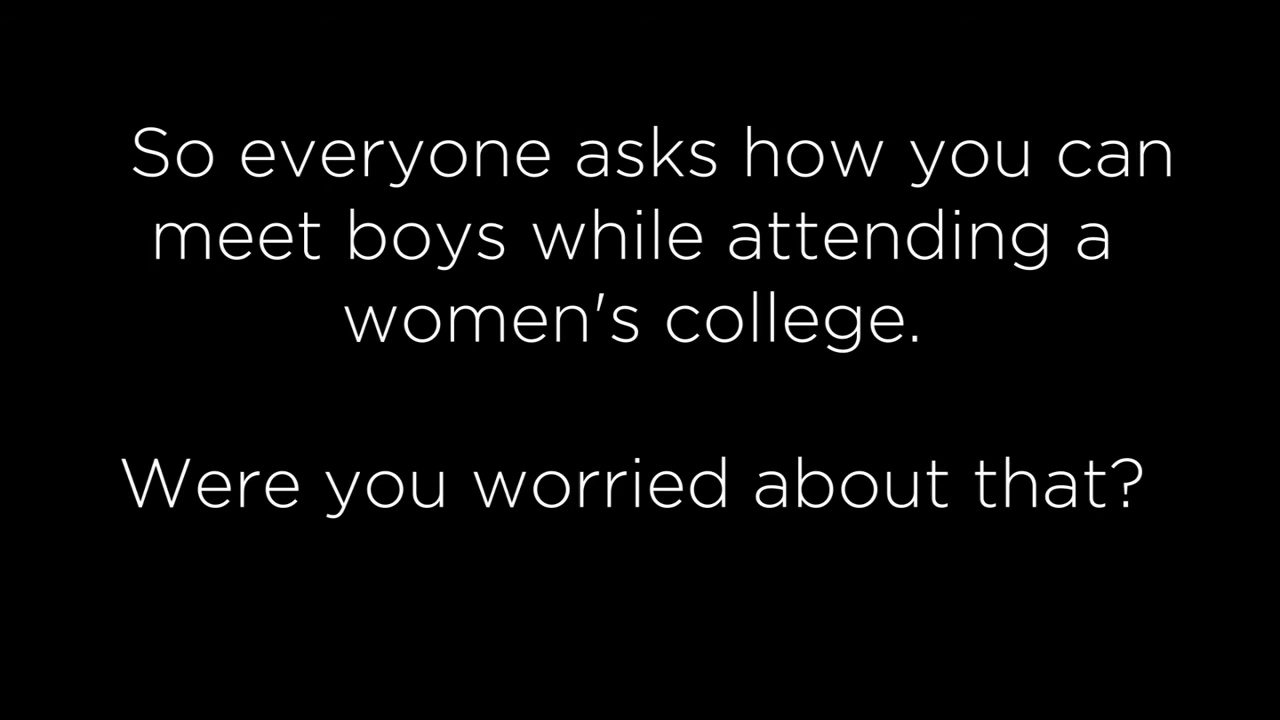 So everyone asks how you can
meet boys while attending a
women's college.
Were you worried about that?